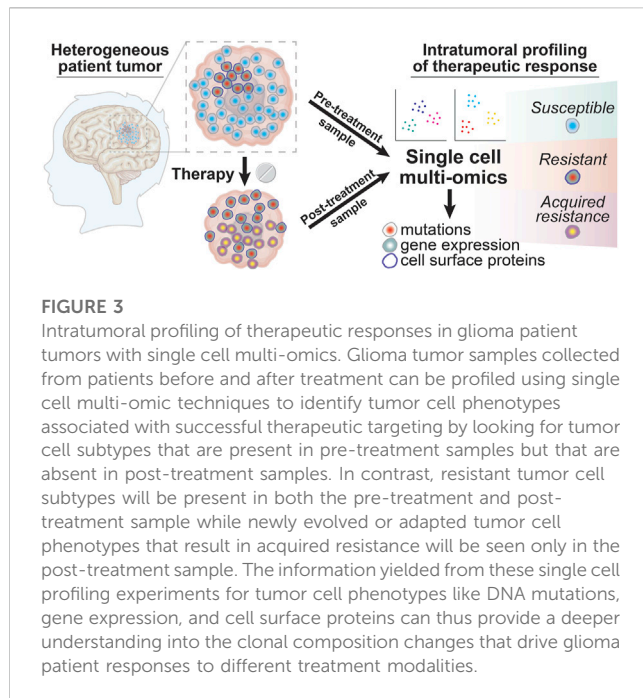 Heterogeneous
patient tumor
Pre-treatment
sample
Therapy
Post-treatment
sample
Intratumoral profiling
of therapeutic response
Single cell
multi-omics
mutations
gene expression
cell surface proteins
Susceptible
Resistant
Acquired
resistance
FIGURE 3
Intratumoral profiling of therapeutic responses in glioma patient
tumors with single cell multi-omics. Glioma tumor samples collected
from patients before and after treatment can be profiled using single
cell multi-omic techniques to identify tumor cell phenotypes
associated with successful therapeutic targeting by looking for tumor
cell subtypes that are present in pre-treatment samples but that are
absent in post-treatment samples. In contrast, resistant tumor cell
subtypes will be present in both the pre-treatment and post-
treatment sample while newly evolved or adapted tumor cell
phenotypes that result in acquired resistance will be seen only in the
post-treatment sample. The information yielded from these single cell
profiling experiments for tumor cell phenotypes like DNA mutations,
gene expression, and cell surface proteins can thus provide a deeper
understanding into the clonal composition changes that drive glioma
patient responses to different treatment modalities.